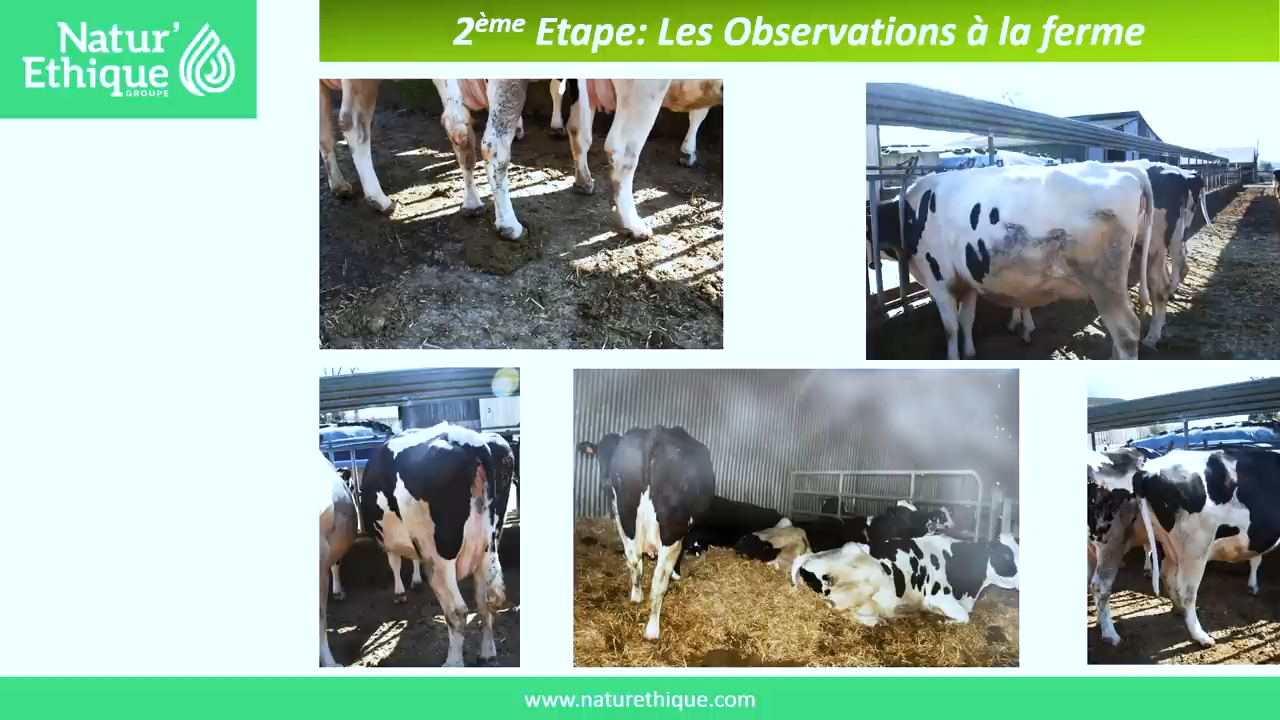 Natur'
Ethique
GROUPE
2ème Etape: Les Observations à la ferme
www.naturethique.com